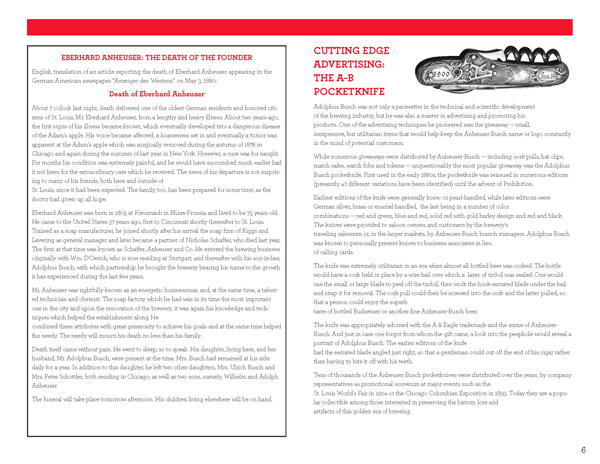 EBERHARD ANHEUSER: THE DEATH OF THE FOUNDER
English translation of an article reporting the death of Eberhard Anheuser appearing in the
German-American newspaper "Anzeiger des Westens" on May 3, 1880:
Death of Eberhard Anheuser
About 7 o'clock last night, death delivered one of the oldest German residents and honored citi-
zens of St. Louis, Mr. Eberhard Anheuser, from a lengthy and heavy illness. About two years ago,
the first signs of his illness became known, which eventually developed into a dangerous disease
of the Adam's apple. His voice became affected, a hoarseness set in and eventually a tumor was
apparent at the Adam's apple which was surgically removed during the autumn of 1878 in
Chicago and again during the summer of last year in New York. However, a cure was for naught.
For months his condition was extremely painful, and he would have succumbed much earlier had
it not been for the extraordinary care which he received. The news of his departure is not surpris-
ing to many of his friends, both here and outside of
St. Louis, since it had been expected. The family, too, has been prepared for some time, as the
doctor had given up all hope.
Eberhard Anheuser was born in 1805 at Kreuznach in Rhine-Prussia and lived to be 75 years old.
He came to the United States 37 years ago, first to Cincinnati shortly thereafter to St. Louis.
Trained as a soap manufacturer, he joined shortly after his arrival the soap firm of Riggs and
Levering as general manager and later became a partner of Nicholas Schaffer, who died last year.
The firm at that time was known as Schaffer, Anheuser and Co. He entered the brewing business
originally with Wm. D'Oench, who is now residing at Stuttgart, and thereafter with his son-in-law,
Adolphus Busch, with which partnership he brought the brewery bearing his name to the growth
it has experienced until now.
Mr. Anheuser was rightfully known as an energetic businessman and, at the same time, a talent-
ed technician and chemist. The soap factory which he had was in its time the most important
one in the city and upon the renovation of the brewery, it was again his knowledge and tech-
niques which helped the establishment along. He
combined these attributes with great generosity to achieve his goals and at the same time helped
the needy. The needy will mourn his death no less than his family.
Death itself came without pain. He went to sleep, so to speak. His daughter, living here, and her
husband, Mr. Adolphus Busch, were present at the time. Mrs. Busch had remained at his side
daily for a year. In addition to this daughter, he left two other daughters, Mrs. Ulrich Busch and
Mrs. Peter Schottler, both residing in Chicago; as well as two sons, namely, Wilhelm and Adolph
Anheuser.
The funeral will take place tomorrow afternoon. His children living elsewhere will be on hand.
CUTTING EDGE
ADVERTISING:
THE A-B
POCKETKNIFE
1900
Adolphus Busch was not only a pacesetter in the technical and scientific development
of the brewing industry, but he was also a master in advertising and promoting his
products. One of the advertising techniques he pioneered was the giveaway — small,
inexpensive, but utilitarian items that would help keep the Anheuser-Busch name or logo constantly
in the mind of potential customers.
While numerous giveaways were distributed by Anheuser-Busch — including cork pulls, hat clips,
match safes, watch fobs and tokens — unquestionably the most popular giveaway was the Adolphus
Busch pocketknife. First used in the early 1880s, the pocketknife was reissued in numerous editions
(presently 47 different variations have been identified) until the advent of Prohibition.
Earliest editions of the knife were generally bone- or pearl-handled, while later editions were
German silver, brass or enamel handled, the last being in a number of color
combinations — red and green, blue and red, solid red with gold barley design and red and black.
The knives were provided to saloon owners and customers by the brewery's
traveling salesmen or, in the larger markets, by Anheuser-Busch branch managers. Adolphus Busch
was known to personally present knives to business associates in lieu
of calling cards.
The knife was extremely utilitarian in an era when almost all bottled beer was corked. The bottle
would have a cork held in place by a wire bail over which a layer of tinfoil was sealed. One would
use the small or large blade to peel off the tinfoil, then work the hook-serrated blade under the bail
and snap it for removal. The cork pull could then be screwed into the cork and the latter pulled, so
that a person could enjoy the superb
taste of bottled Budweiser or another fine Anheuser-Busch beer.
The knife was appropriately adorned with the A & Eagle trademark and the name of Anheuser-
Busch. And just in case one forgot from whom the gift came, a look into the peephole would reveal a
portrait of Adolphus Busch. The earlier editions of the knife
had the serrated blade angled just right, so that a gentleman could cut off the end of his cigar rather
than having to bite it off with his teeth.
Tens of thousands of the Anheuser-Busch pocketknives were distributed over the years, by company
representatives as promotional souvenirs at major events such as the
St. Louis World's Fair in 1904 or the Chicago Columbian Exposition in 1893. Today they are a popu-
lar collectible among those interested in preserving the history, lore and
artifacts of this golden era of brewing.
6